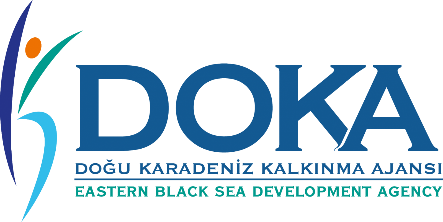 DOKA
DOĞU KARADENİZ KALKINMA AJANSI
EASTERN BLACK SEA DEVELOPMENT AGENCY